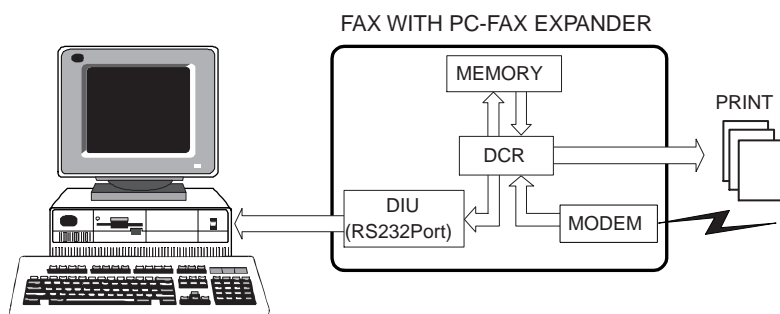 FAX WITH PC-FAX EXPANDER
MEMORY
PRINT
DCR
DIU
(RS232Port)
MODEM